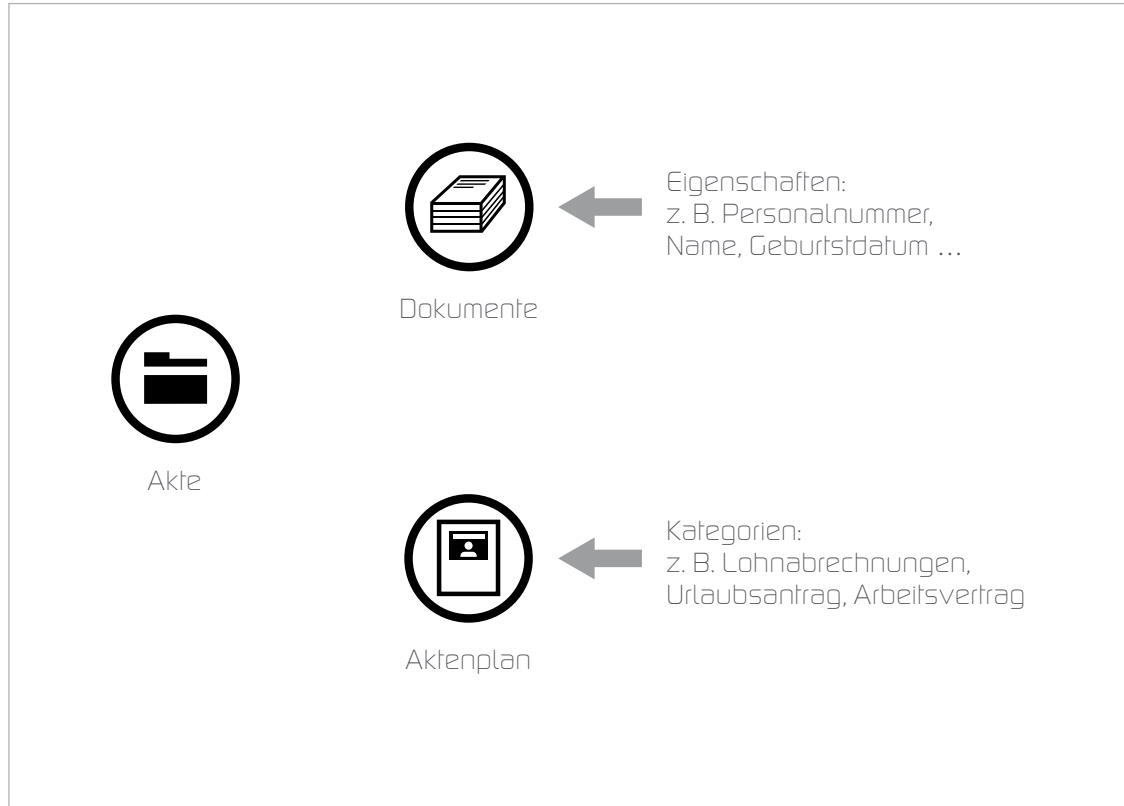 Eigenschaften:
z. B. Personalnummer,
Name, Geburtstdatum …
Dokumente
Akte
Kategorien:
z. B. Lohnabrechnungen,
Urlaubsantrag, Arbeitsvertrag
Aktenplan